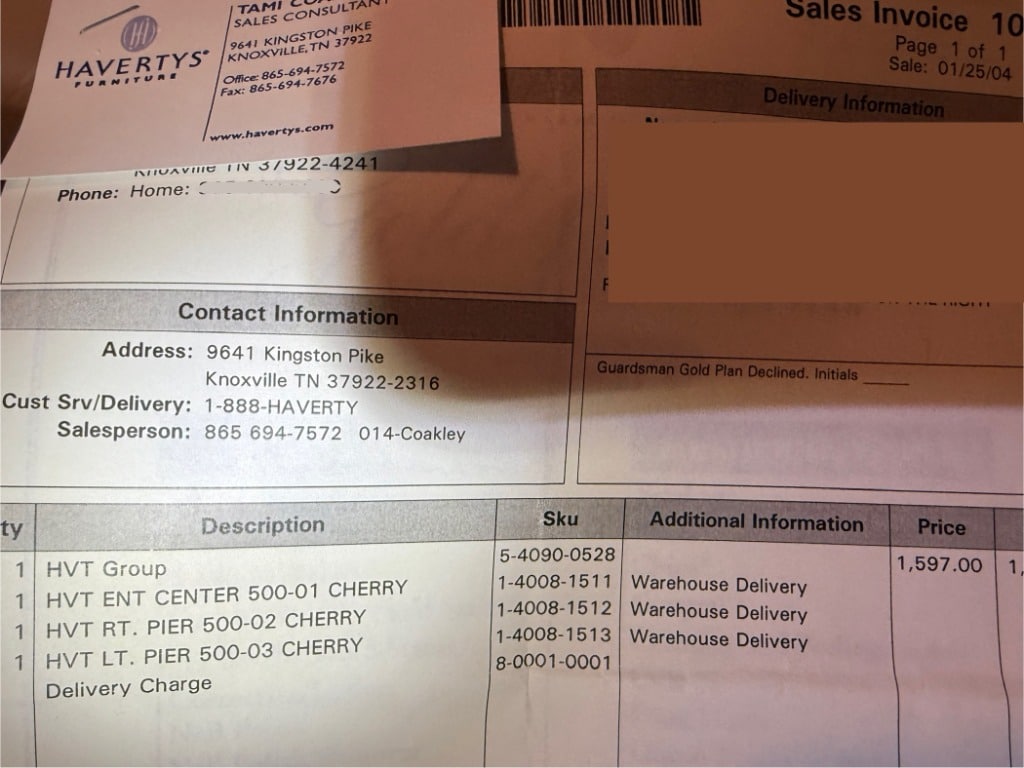 TAMI
SALES CONSULTANT
HAVERTYS
FURNITURE
9641 KINGSTON PIKE
KNOXVILLE, TN 37922
Office: 865-694-7572
Fax: 865-694-7676
www.havertys.com
Sales Invoice 10
Page 1 of 1
Sale: 01/25/04
Delivery Information
Knoxville TN 37922-4241
Phone: Home:
Contact Information
Address: 9641 Kingston Pike
Knoxville TN 37922-2316
Cust Srv/Delivery: 1-888-HAVERTY
Salesperson: 865 694-7572 014-Coakley
Guardsman Gold Plan Declined. Initials
ty Description Sku Additional Information Price
1 HVT Group 5-4090-0528 1,597.00 1,
1 HVT ENT CENTER 500-01 CHERRY 1-4008-1511 Warehouse Delivery
1 HVT RT. PIER 500-02 CHERRY 1-4008-1512 Warehouse Delivery
1 HVT LT. PIER 500-03 CHERRY 1-4008-1513 Warehouse Delivery
Delivery Charge 8-0001-0001